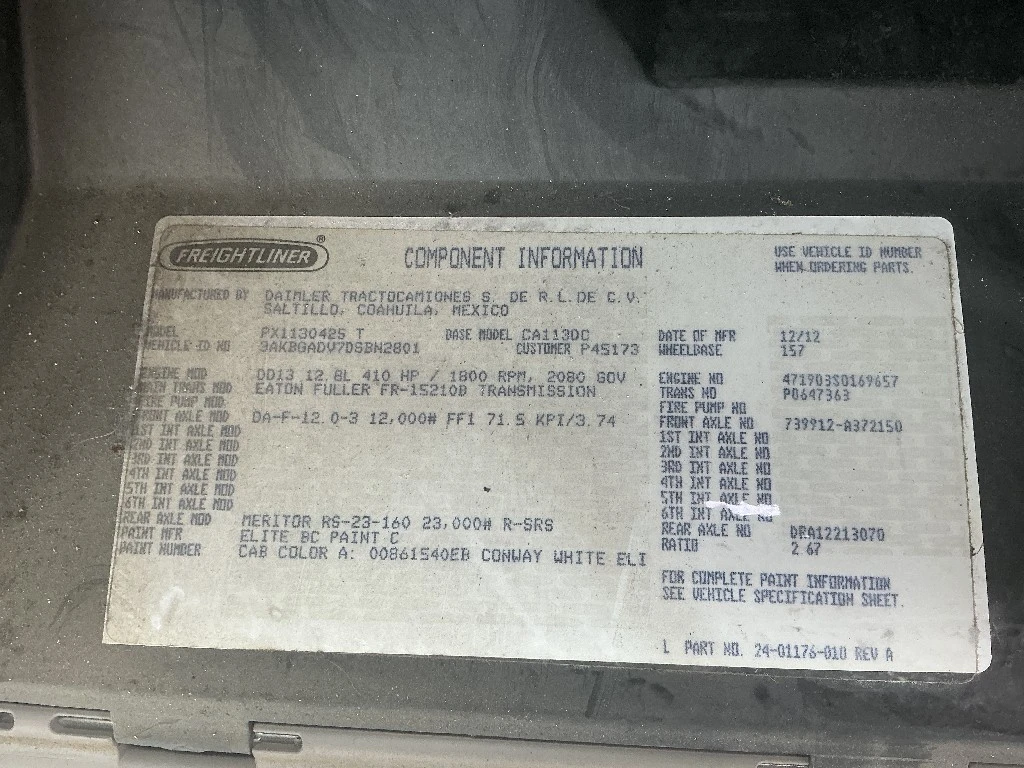 FREIGHTLINER®
COMPONENT INFORMATION
USE VEHICLE ID NUMBER
WHEN ORDERING PARTS.
MANUFACTURED BY DAIMLER TRACTOCAMIONES S. DE R.L. DE C.V.
SALTILLO, COAHUILA, MEXICO
MODEL PX113042S T BASE MODEL CA113DC DATE OF MFR 12/12
VEHICLE ID NO 3AKBGADV7DSBN2801 CUSTOMER P45173 WHEELBASE 157
ENGINE MOD DD13 12.8L 410 HP / 1800 RPM, 2080 GOV ENGINE NO 471903S0169657
MAIN TRANS MOD EATON FULLER FR-15210B TRANSMISSION TRANS NO P0647363
FIRE PUMP MOD FIRE PUMP NO
FRONT AXLE MOD DA-F-12.0-3 12,000# FF1 71.5 KPI/3.74 FRONT AXLE NO 739912-A372150
1ST INT AXLE MOD 1ST INT AXLE NO
2ND INT AXLE MOD 2ND INT AXLE NO
3RD INT AXLE MOD 3RD INT AXLE NO
4TH INT AXLE MOD 4TH INT AXLE NO
5TH INT AXLE MOD 5TH INT AXLE NO
6TH INT AXLE MOD 6TH INT AXLE NO
REAR AXLE MOD MERITOR RS-23-160 23,000# R-SRS REAR AXLE NO DRA12213070
PAINT MFR ELITE BC PAINT C RATIO 2.67
PAINT NUMBER CAB COLOR A: 00861540EB CONWAY WHITE ELI
FOR COMPLETE PAINT INFORMATION
SEE VEHICLE SPECIFICATION SHEET.
L PART NO. 24-01176-010 REV A